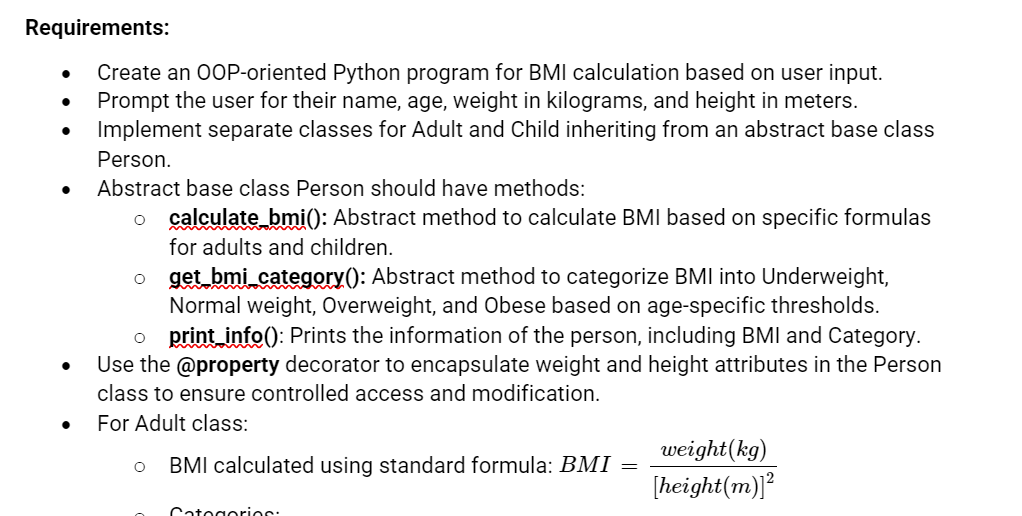 Requirements:
• Create an OOP-oriented Python program for BMI calculation based on user input.
• Prompt the user for their name, age, weight in kilograms, and height in meters.
• Implement separate classes for Adult and Child inheriting from an abstract base class
Person.
• Abstract base class Person should have methods:
○ calculate_bmi(): Abstract method to calculate BMI based on specific formulas
for adults and children.
○ get_bmi_category(): Abstract method to categorize BMI into Underweight,
Normal weight, Overweight, and Obese based on age-specific thresholds.
○ print_info(): Prints the information of the person, including BMI and Category.
• Use the @property decorator to encapsulate weight and height attributes in the Person
class to ensure controlled access and modification.
• For Adult class:
○ BMI calculated using standard formula: BMI = weight(kg) / [height(m)]²
○ Categories: